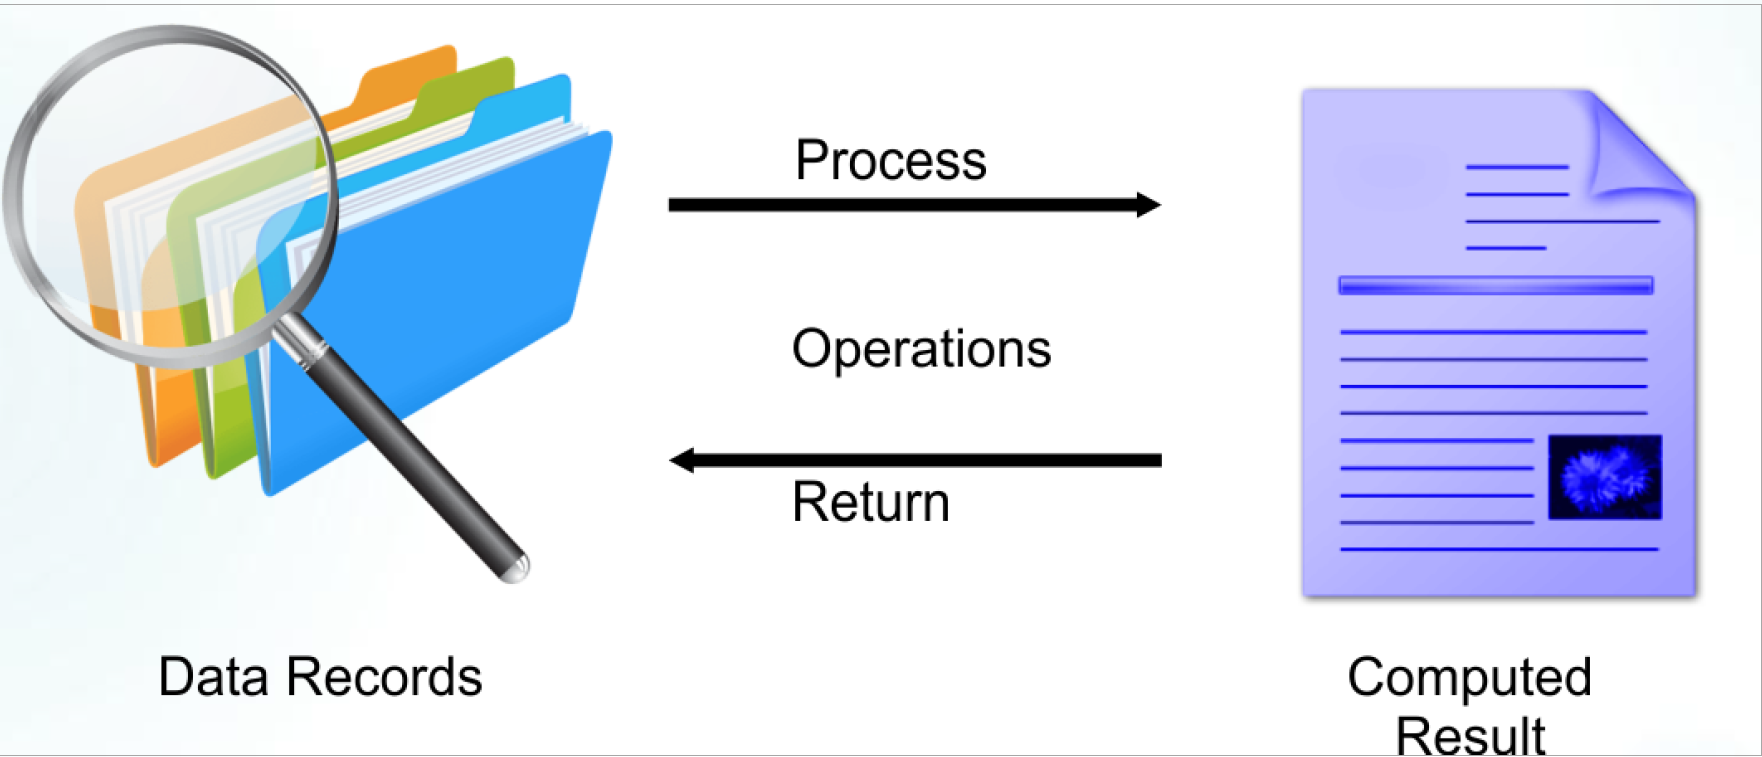 Process
Operations
Return
Data Records
Computed
Result